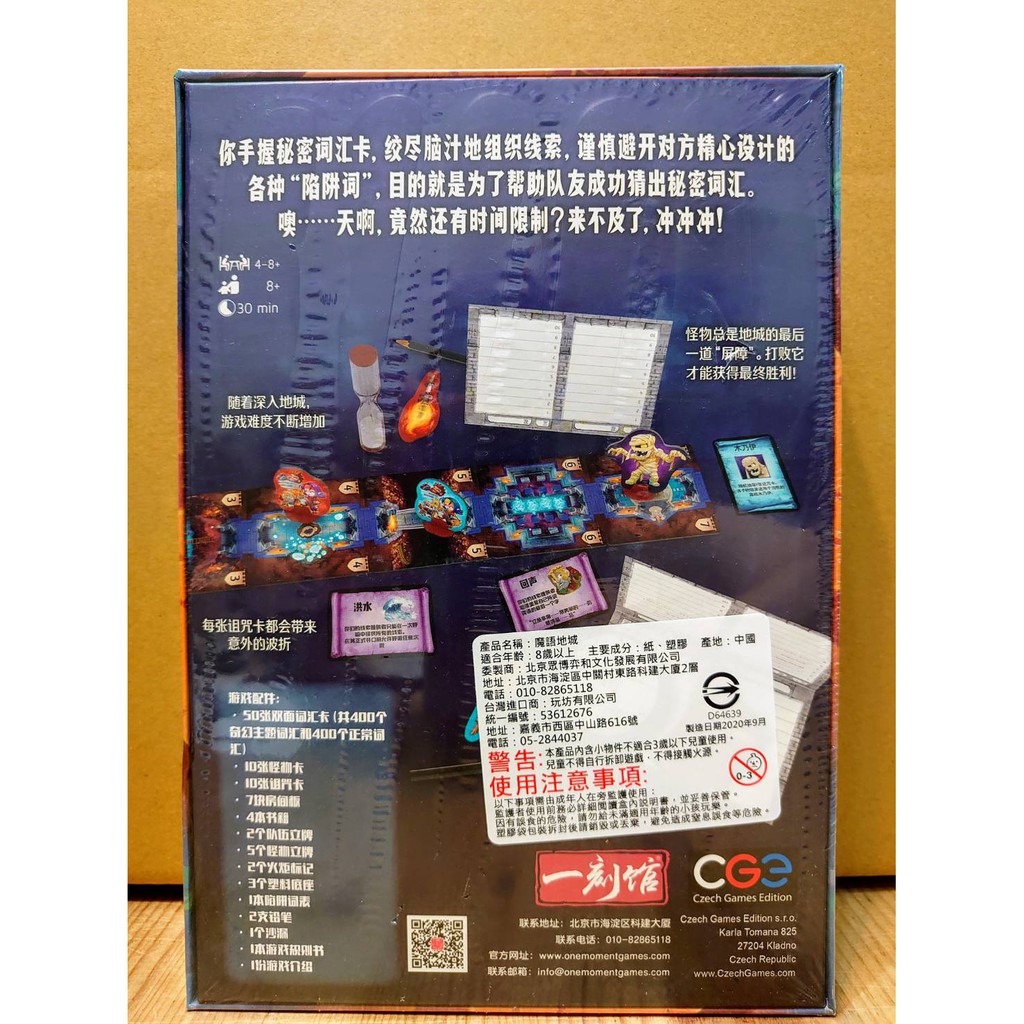 你手握秘密词汇卡，绞尽脑汁地组织线索，谨慎避开对方精心设计的
各种“陷阱词”，目的就是为了帮助队友成功猜出秘密词汇。
噢……天啊，竟然还有时间限制？来不及了，冲冲冲！
4-8+
8+
30 min
怪物总是地城的最后
一道“屏障”。打败它
才能获得最终胜利！
随着深入地城，
游戏难度不断增加
3
4
5
6
3
4
5
6
7
木乃伊
洪水
回声
每张诅咒卡都会带来
意外的波折
游戏配件：
· 50张双面词汇卡（共400个
奇幻主题词汇和400个正常词
汇）
· 10张怪物卡
· 10张诅咒卡
· 7块房间板
· 4本书籍
· 2个队伍立牌
· 5个怪物立牌
· 2个火炬标记
· 3个塑料底座
· 1本陷阱词表
· 2支铅笔
· 1个沙漏
· 1本游戏规则书
· 1份游戏介绍
產品名稱：魔語地城
適合年齡：8歲以上 主要成分：紙、塑膠 產地：中國
委製商：北京眾博弈和文化發展有限公司
地址：北京市海淀區中關村東路科建大廈2層
電話：010-82865118
台灣進口商：玩坊有限公司
統一編號：53612676
地址：嘉義市西區中山路616號
電話：05-2844037
D64639
製造日期2020年9月
警告：本產品內含小物件不適合3歲以下兒童使用。
兒童不得自行拆卸遊戲，不得接觸火源。
0-3
使用注意事項：
以下事項需由成年人在旁監護使用：
監護者使用前務必詳細閱讀盒內說明書，並妥善保管。
因有誤食的危險，請勿給未滿適用年齡的小孩玩樂。
塑膠袋包裝拆封後請銷毀或丟棄，避免造成窒息誤食等危險。
一刻馆
CGE
Czech Games Edition
联系地址：北京市海淀区科建大厦
联系电话：010-82865118
官方网址：www.onemomentgames.com
联系邮箱：info@onemomentgames.com
Czech Games Edition s.r.o.
Karla Tomana 825
27204 Kladno
Czech Republic
www.CzechGames.com